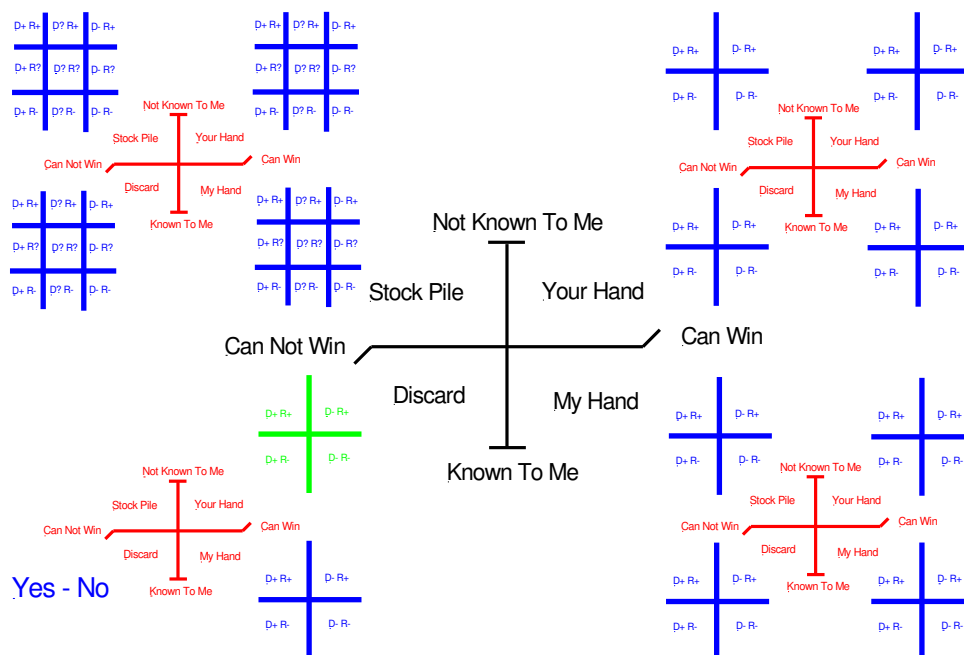 D+ R+ D? R+ D- R+
D+ R? D? R? D- R?
D+ R- D? R- D- R-
D+ R+ D? R+ D- R+
D+ R? D? R? D- R?
D+ R- D? R- D- R-
Not Known To Me
Stock Pile Your Hand
Can Not Win Can Win
Discard My Hand
Known To Me
D+ R+ D? R+ D- R+
D+ R? D? R? D- R?
D+ R- D? R- D- R-
D+ R+ D? R+ D- R+
D+ R? D? R? D- R?
D+ R- D? R- D- R-
D+ R+ D- R+
D+ R- D- R-
D+ R+ D- R+
D+ R- D- R-
Not Known To Me
Stock Pile Your Hand
Can Not Win Can Win
Discard My Hand
Known To Me
D+ R+ D- R+
D+ R- D- R-
D+ R+ D- R+
D+ R- D- R-
Not Known To Me
Stock Pile Your Hand
Can Not Win Can Win
Discard My Hand
Known To Me
D+ R+ D- R+
D+ R- D- R-
Not Known To Me
Stock Pile Your Hand
Can Not Win Can Win
Discard My Hand
Known To Me
Yes - No
D+ R+ D- R+
D+ R- D- R-
D+ R+ D- R+
D+ R- D- R-
D+ R+ D- R+
D+ R- D- R-
Not Known To Me
Stock Pile Your Hand
Can Not Win Can Win
Discard My Hand
Known To Me
D+ R+ D- R+
D+ R- D- R-
D+ R+ D- R+
D+ R- D- R-